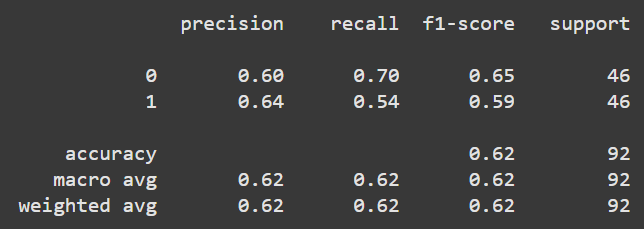 precision recall f1-score support
0 0.60 0.70 0.65 46
1 0.64 0.54 0.59 46
accuracy 0.62 92
macro avg 0.62 0.62 0.62 92
weighted avg 0.62 0.62 0.62 92